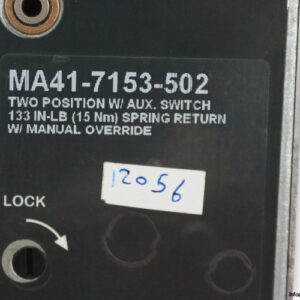 MA41-7153-502
TWO POSITION W/ AUX. SWITCH
133 IN-LB (15 Nm) SPRING RETURN
W/ MANUAL OVERRIDE
12056
LOCK